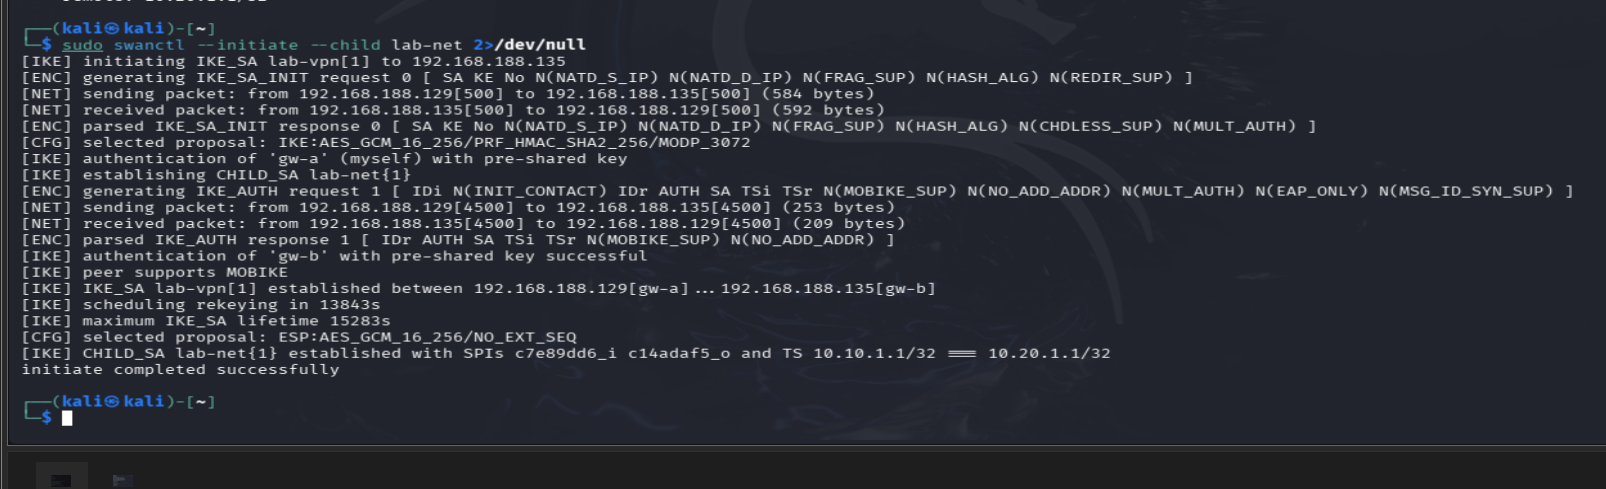 ┌──(kali㉿kali)-[~]
└─$ sudo swanctl --initiate --child lab-net 2>/dev/null
[IKE] initiating IKE_SA lab-vpn[1] to 192.168.188.135
[ENC] generating IKE_SA_INIT request 0 [ SA KE No N(NATD_S_IP) N(NATD_D_IP) N(FRAG_SUP) N(HASH_ALG) N(REDIR_SUP) ]
[NET] sending packet: from 192.168.188.129[500] to 192.168.188.135[500] (584 bytes)
[NET] received packet: from 192.168.188.135[500] to 192.168.188.129[500] (592 bytes)
[ENC] parsed IKE_SA_INIT response 0 [ SA KE No N(NATD_S_IP) N(NATD_D_IP) N(FRAG_SUP) N(HASH_ALG) N(CHDLESS_SUP) N(MULT_AUTH) ]
[CFG] selected proposal: IKE:AES_GCM_16_256/PRF_HMAC_SHA2_256/MODP_3072
[IKE] authentication of 'gw-a' (myself) with pre-shared key
[IKE] establishing CHILD_SA lab-net{1}
[ENC] generating IKE_AUTH request 1 [ IDi N(INIT_CONTACT) IDr AUTH SA TSi TSr N(MOBIKE_SUP) N(NO_ADD_ADDR) N(MULT_AUTH) N(EAP_ONLY) N(MSG_ID_SYN_SUP) ]
[NET] sending packet: from 192.168.188.129[4500] to 192.168.188.135[4500] (253 bytes)
[NET] received packet: from 192.168.188.135[4500] to 192.168.188.129[4500] (209 bytes)
[ENC] parsed IKE_AUTH response 1 [ IDr AUTH SA TSi TSr N(MOBIKE_SUP) N(NO_ADD_ADDR) ]
[IKE] authentication of 'gw-b' with pre-shared key successful
[IKE] peer supports MOBIKE
[IKE] IKE_SA lab-vpn[1] established between 192.168.188.129[gw-a]...192.168.188.135[gw-b]
[IKE] scheduling rekeying in 13843s
[IKE] maximum IKE_SA lifetime 15283s
[CFG] selected proposal: ESP:AES_GCM_16_256/NO_EXT_SEQ
[IKE] CHILD_SA lab-net{1} established with SPIs c7e89dd6_i c14adaf5_o and TS 10.10.1.1/32 === 10.20.1.1/32
initiate completed successfully
┌──(kali㉿kali)-[~]
└─$